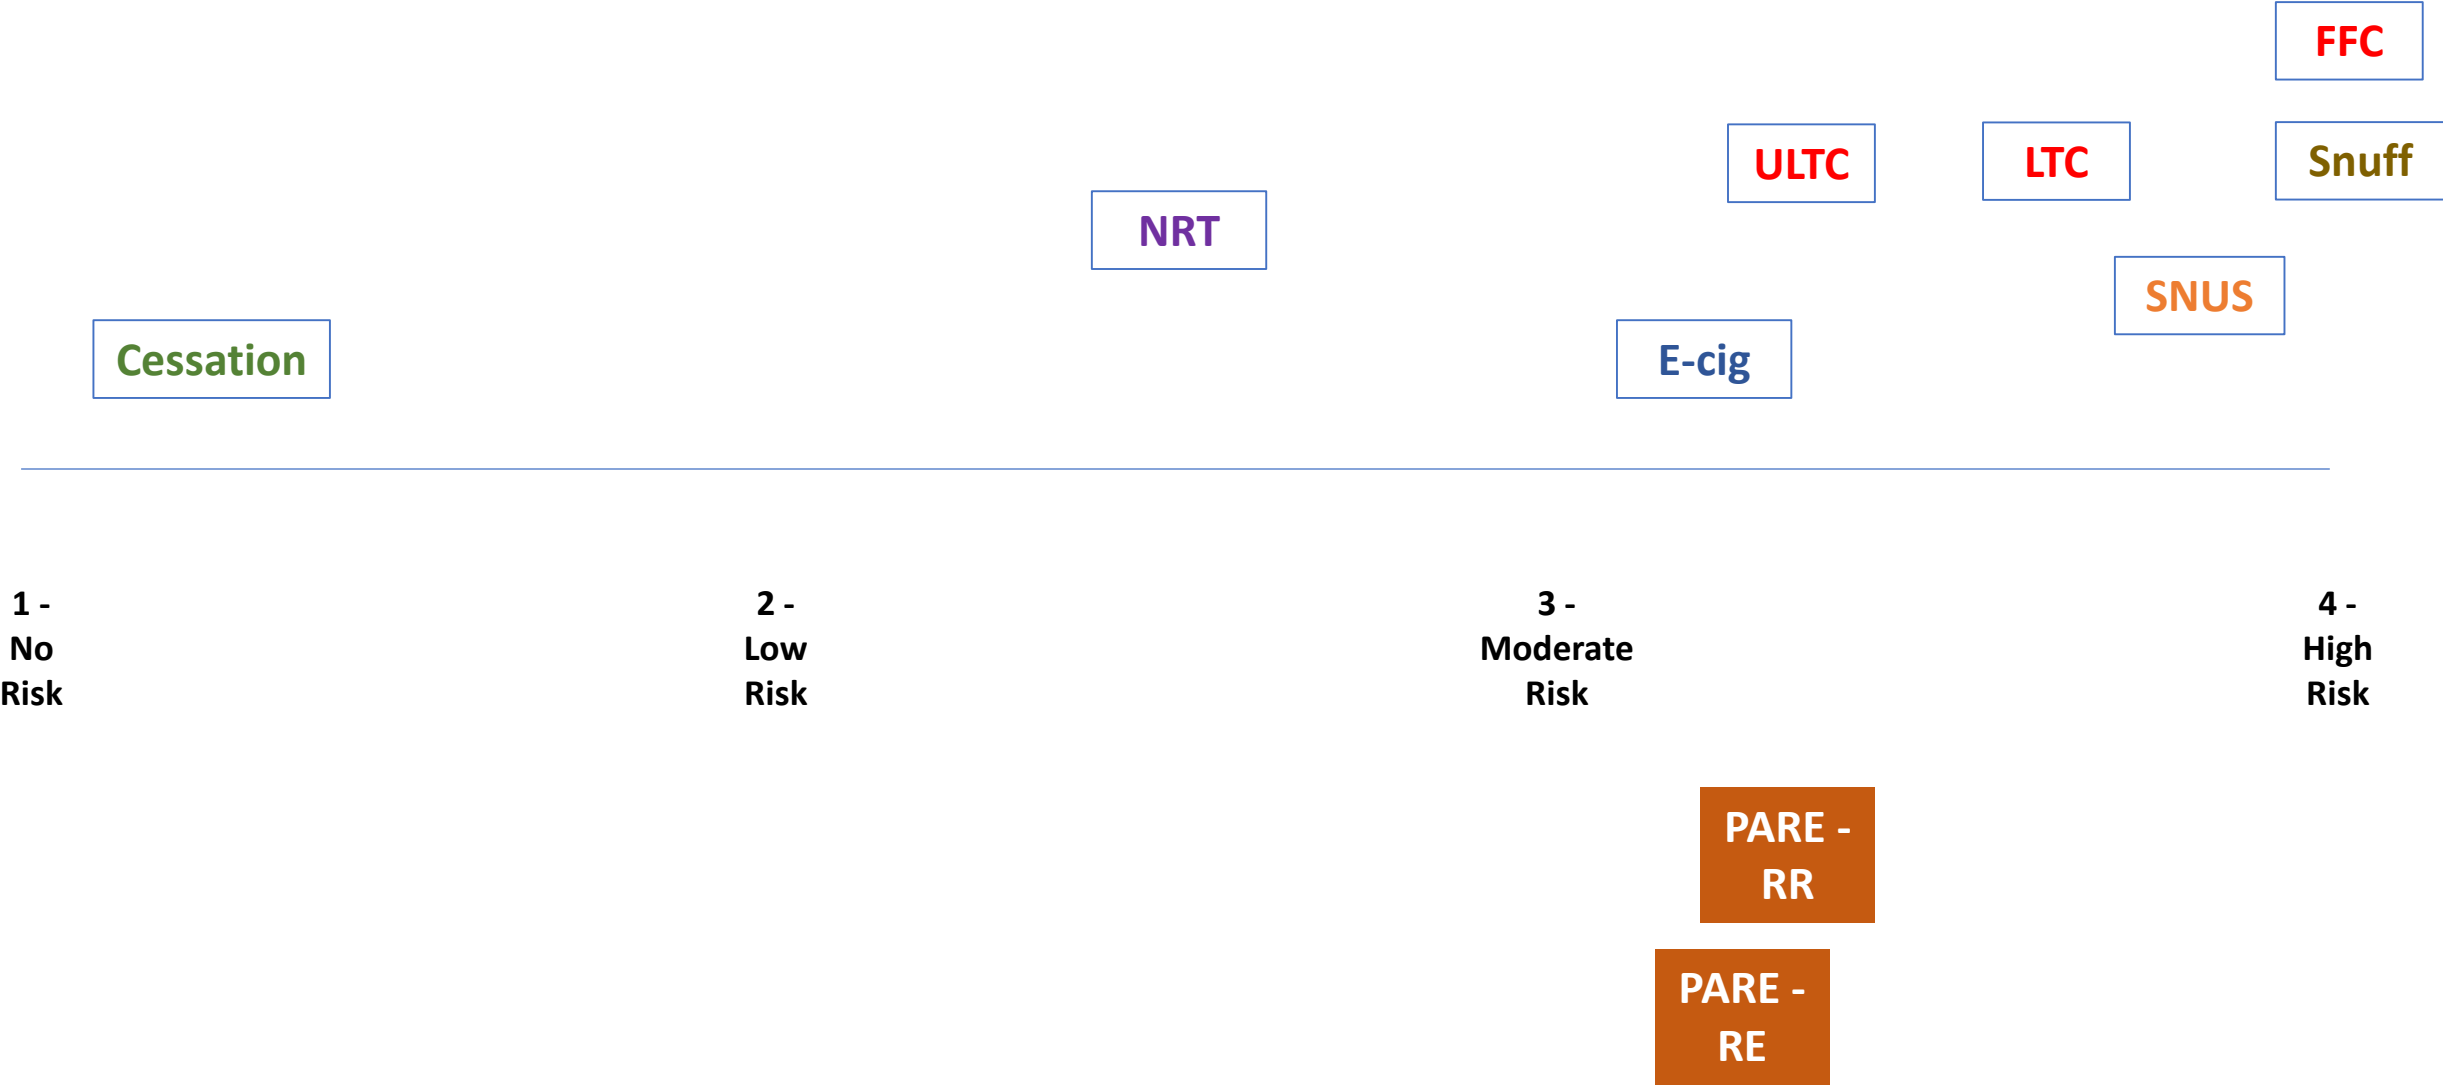 FFC
ULTC
LTC
Snuff
NRT
SNUS
Cessation
E-cig
1 -
No
Risk
2 -
Low
Risk
3 -
Moderate
Risk
4 -
High
Risk
PARE -
RR
PARE -
RE